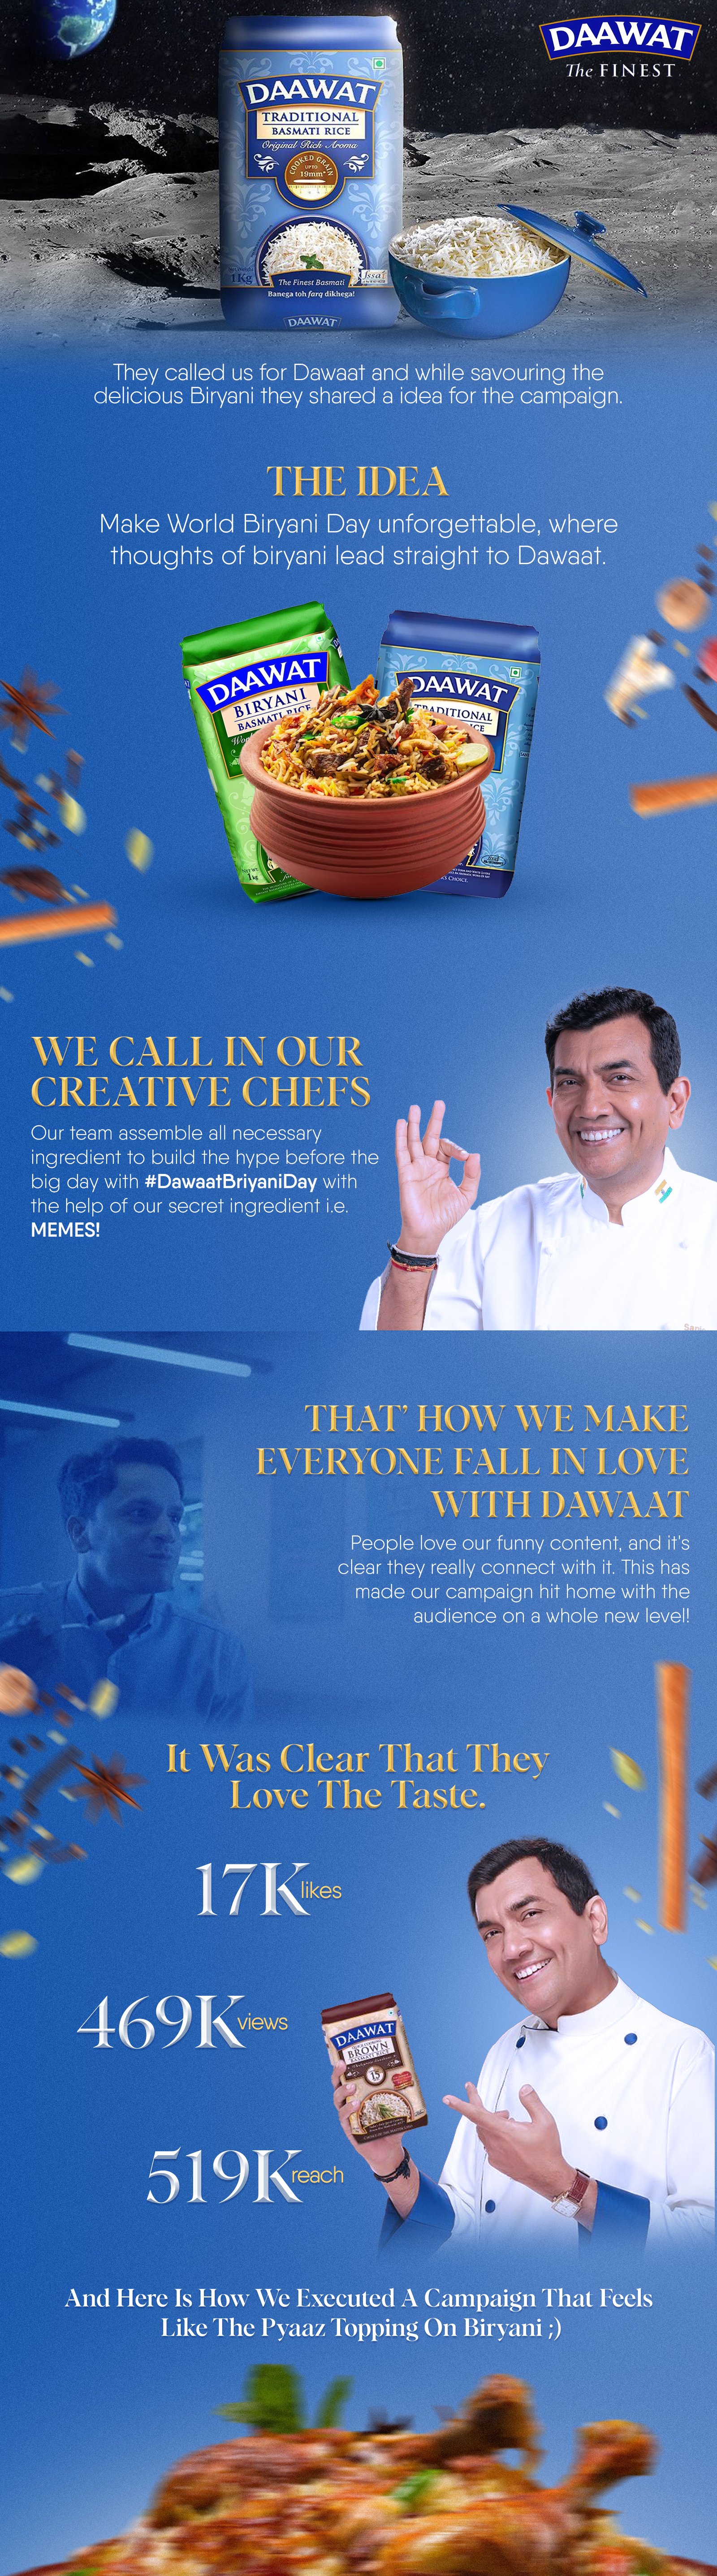 DAAWAT
The FINEST
DAAWAT
TRADITIONAL
BASMATI RICE
Original Rich Aroma
COOKED GRAIN
UPTO
19mm*
1Kg
The Finest Basmati
Banega toh farq dikhega!
DAAWAT
They called us for Dawaat and while savouring the
delicious Biryani they shared a idea for the campaign.
THE IDEA
Make World Biryani Day unforgettable, where
thoughts of biryani lead straight to Dawaat.
DAAWAT
BIRYANI
BASMATI RICE
1kg
DAAWAT
TRADITIONAL
WE CALL IN OUR
CREATIVE CHEFS
Our team assemble all necessary
ingredient to build the hype before the
big day with #DawaatBriyaniDay with
the help of our secret ingredient i.e.
MEMES!
THAT' HOW WE MAKE
EVERYONE FALL IN LOVE
WITH DAWAAT
People love our funny content, and it's
clear they really connect with it. This has
made our campaign hit home with the
audience on a whole new level!
It Was Clear That They
Love The Taste.
17K likes
469K views
519K reach
DAAWAT
BROWN
BASMATI RICE
15
And Here Is How We Executed A Campaign That Feels
Like The Pyaaz Topping On Biryani ;)